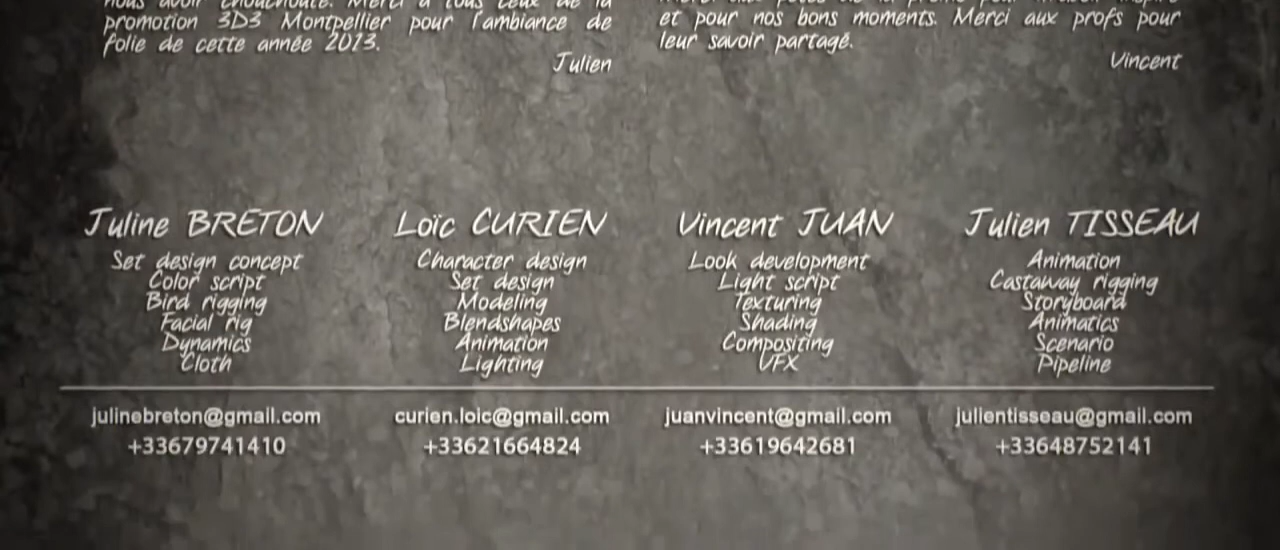 promotion 3D3 Montpellier pour l'ambiance de
folie de cette année 2013.
Julien
et pour nos bons moments. Merci aux profs pour
leur savoir partagé.
Vincent
Juline BRETON
Set design concept
Color script
Bird rigging
Facial rig
Dynamics
Cloth
julinebreton@gmail.com
+33679741410
Loïc CURIEN
Character design
Set design
Modeling
Blendshapes
Animation
Lighting
curien.loic@gmail.com
+33621664824
Vincent JUAN
Look development
Light script
Texturing
Shading
Compositing
VFX
juanvincent@gmail.com
+33619642681
Julien TISSEAU
Animation
Castaway rigging
Storyboard
Animatics
Scenario
Pipeline
julientisseau@gmail.com
+33648752141